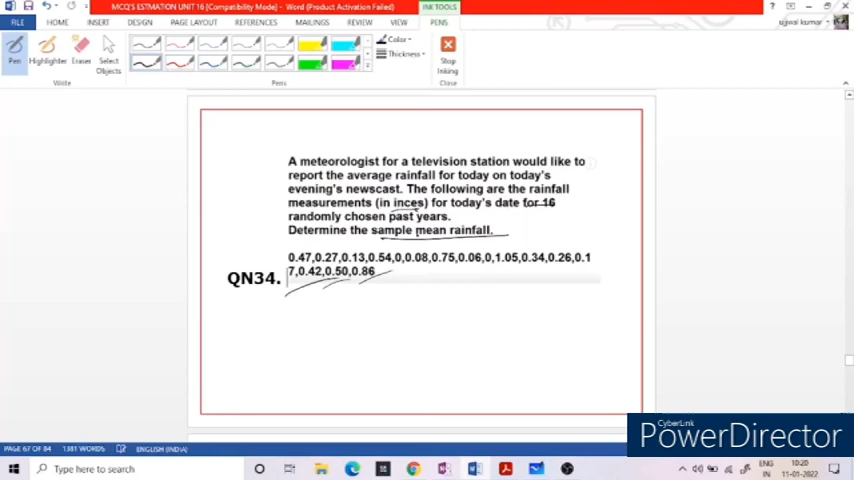 MCQ'S ESTMATION UNIT 16 [Compatibility Mode] - Word (Product Activation Failed)
INK TOOLS
FILE HOME INSERT DESIGN PAGE LAYOUT REFERENCES MAILINGS REVIEW VIEW PENS
ujjwal kumar
Pen Highlighter Eraser Select Objects
Color
Thickness
Stop Inking
Write Pens
A meteorologist for a television station would like to
report the average rainfall for today on today's
evening's newscast. The following are the rainfall
measurements (in inces) for today's date for 16
randomly chosen past years.
Determine the sample mean rainfall.
0.47,0.27,0.13,0.54,0,0.08,0.75,0.06,0,1.05,0.34,0.26,0.1
7,0.42,0.50,0.86
QN34.
CyberLink
PowerDirector
PAGE 67 OF 84 1381 WORDS ENGLISH (INDIA)
Type here to search
ENG
IN
10:20
11-01-2022